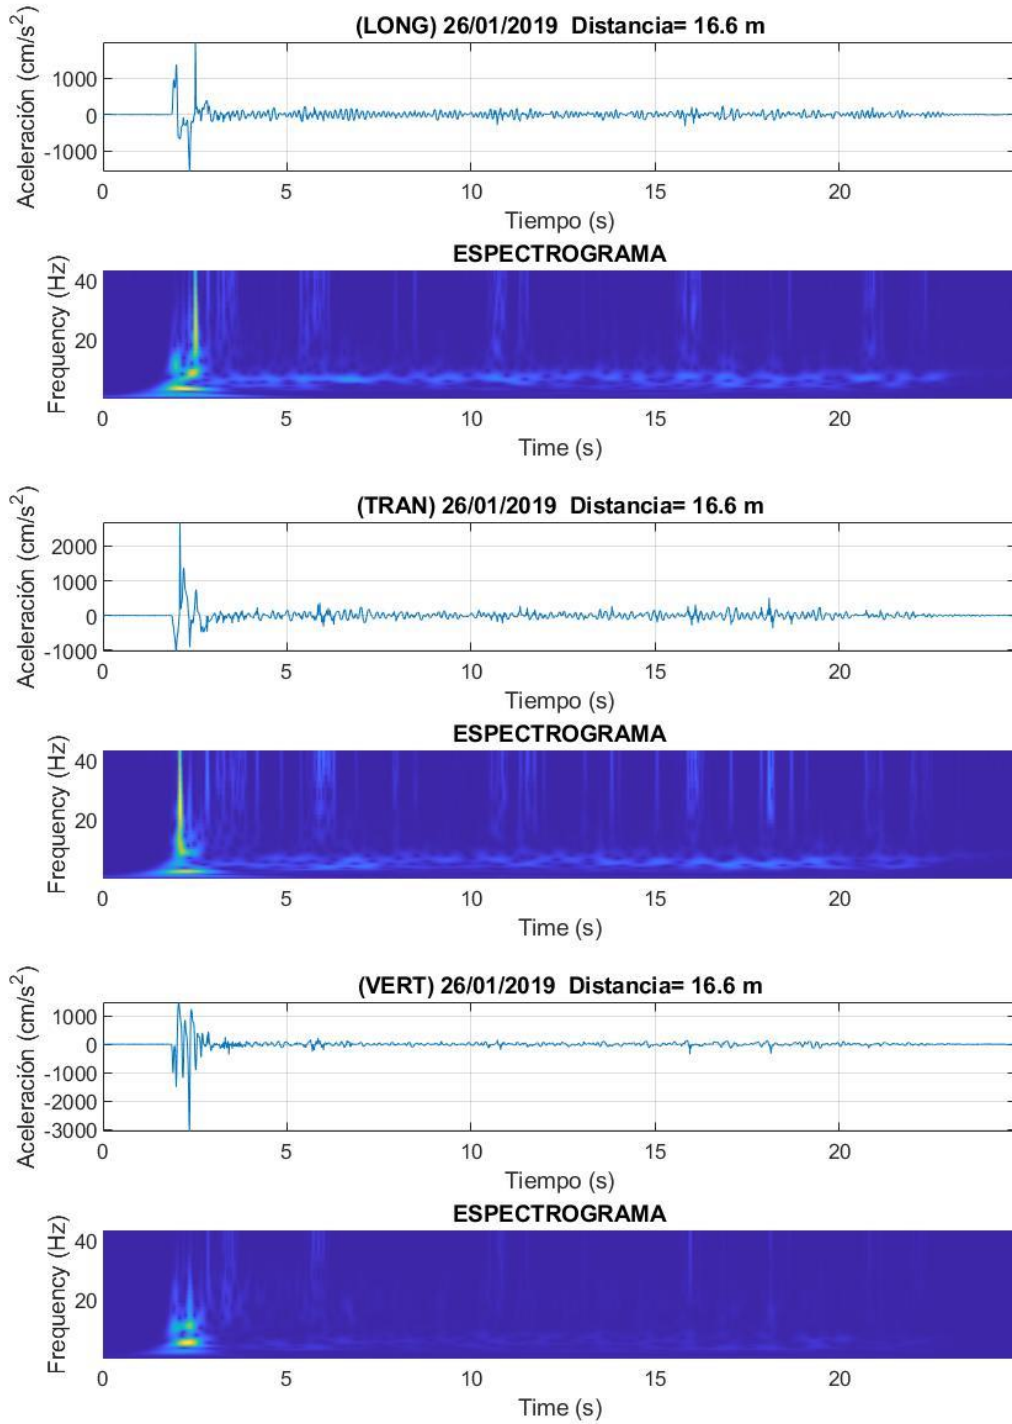 (LONG) 26/01/2019  Distancia= 16.6 m
Aceleración (cm/s²)
1000
0
-1000
0 5 10 15 20
Tiempo (s)
ESPECTROGRAMA
Frequency (Hz)
40
20
0 5 10 15 20
Time (s)
(TRAN) 26/01/2019  Distancia= 16.6 m
Aceleración (cm/s²)
2000
1000
0
-1000
0 5 10 15 20
Tiempo (s)
ESPECTROGRAMA
Frequency (Hz)
40
20
0 5 10 15 20
Time (s)
(VERT) 26/01/2019  Distancia= 16.6 m
Aceleración (cm/s²)
1000
0
-1000
-2000
-3000
0 5 10 15 20
Tiempo (s)
ESPECTROGRAMA
Frequency (Hz)
40
20
0 5 10 15 20
Time (s)